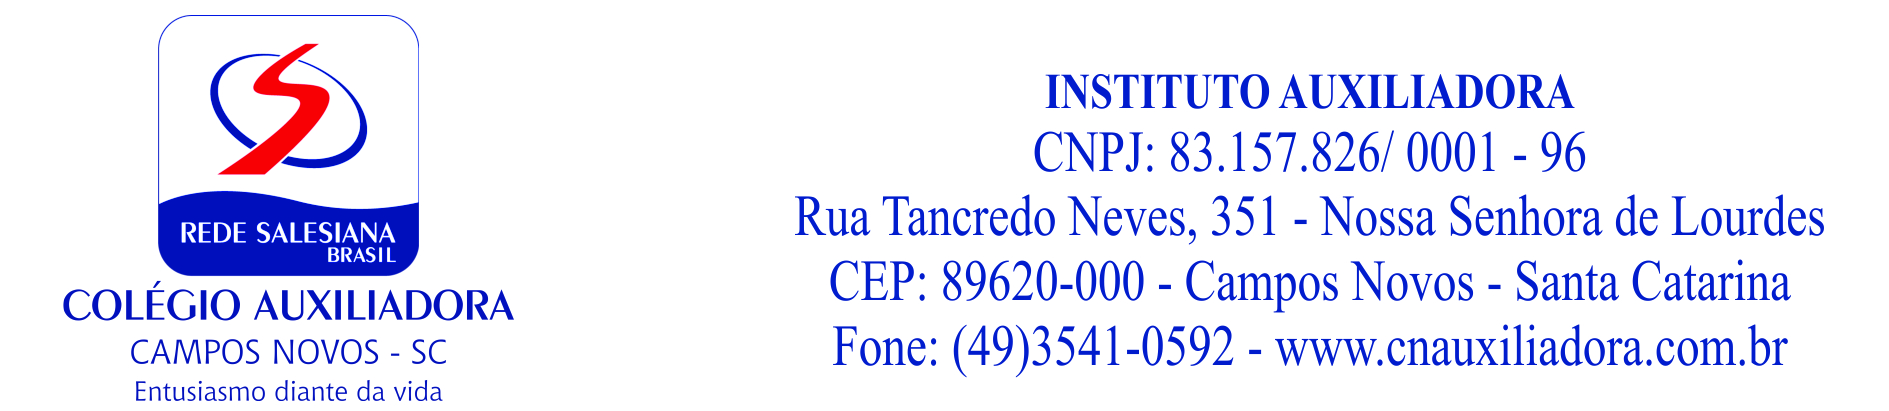 REDE SALESIANA
BRASIL
COLÉGIO AUXILIADORA
CAMPOS NOVOS - SC
Entusiasmo diante da vida
INSTITUTO AUXILIADORA
CNPJ: 83.157.826/ 0001 - 96
Rua Tancredo Neves, 351 - Nossa Senhora de Lourdes
CEP: 89620-000 - Campos Novos - Santa Catarina
Fone: (49)3541-0592 - www.cnauxiliadora.com.br